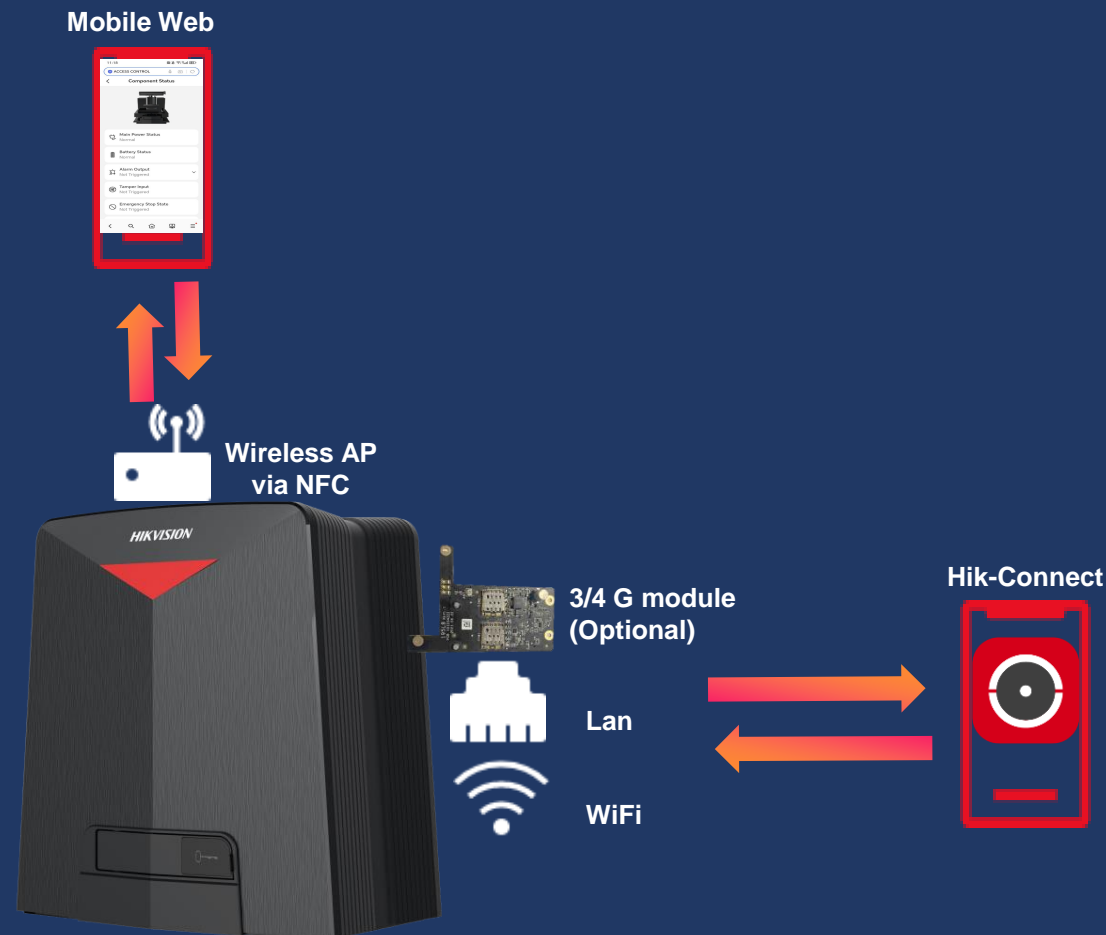 Mobile Web
11:15
ACCESS CONTROL
Component Status
Main Power Status
Normal
Battery Status
Normal
Alarm Output
Not Triggered
Tamper Input
Not Triggered
Emergency Stop State
Not Triggered
Wireless AP
via NFC
HIKVISION
3/4 G module
(Optional)
Lan
WiFi
Hik-Connect